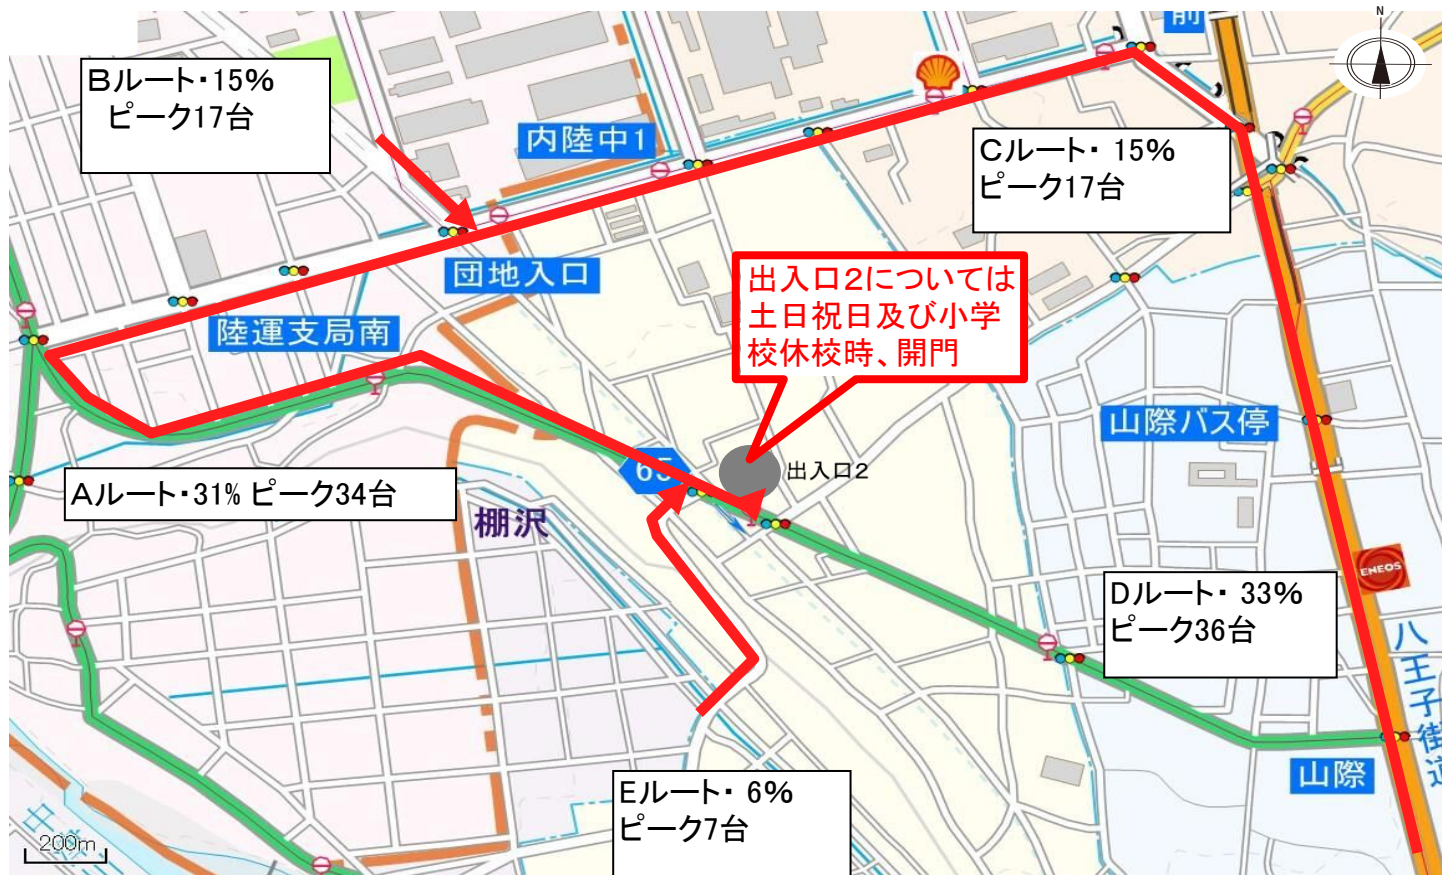 前
N
Bルート・15%
ピーク17台
内陸中1
Cルート・ 15%
ピーク17台
団地入口
出入口2については
土日祝日及び小学
校休校時、開門
陸運支局南
山際バス停
65
出入口2
Aルート・31% ピーク34台
棚沢
ENEOS
Dルート・ 33%
ピーク36台
八王子街道
山際
Eルート・ 6%
ピーク7台
200m